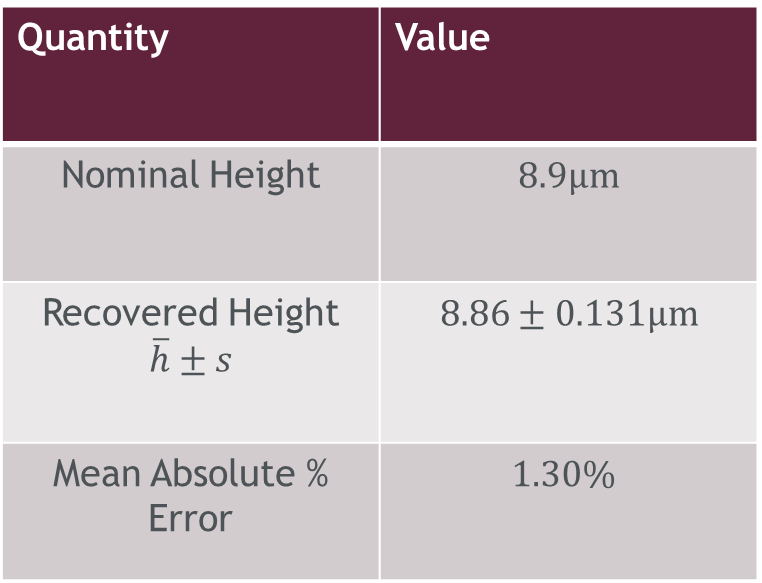 Quantity Value
Nominal Height 8.9μm
Recovered Height 8.86 ± 0.131μm
h̄ ± s
Mean Absolute % 1.30%
Error